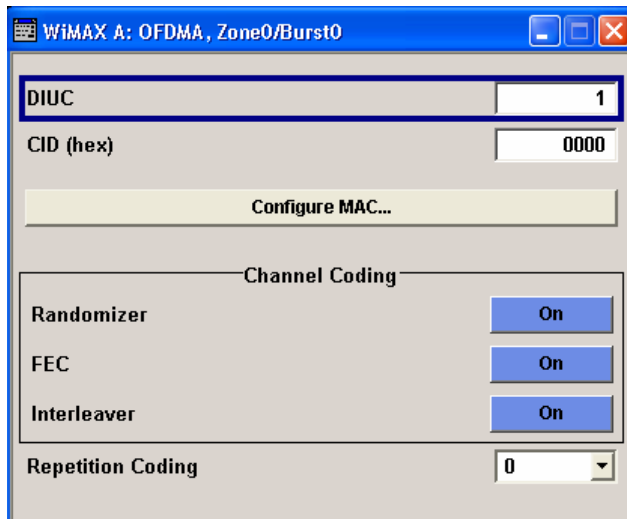 WiMAX A: OFDMA, Zone0/Burst0
DIUC 1
CID (hex) 0000
Configure MAC...
Channel Coding
Randomizer On
FEC On
Interleaver On
Repetition Coding 0